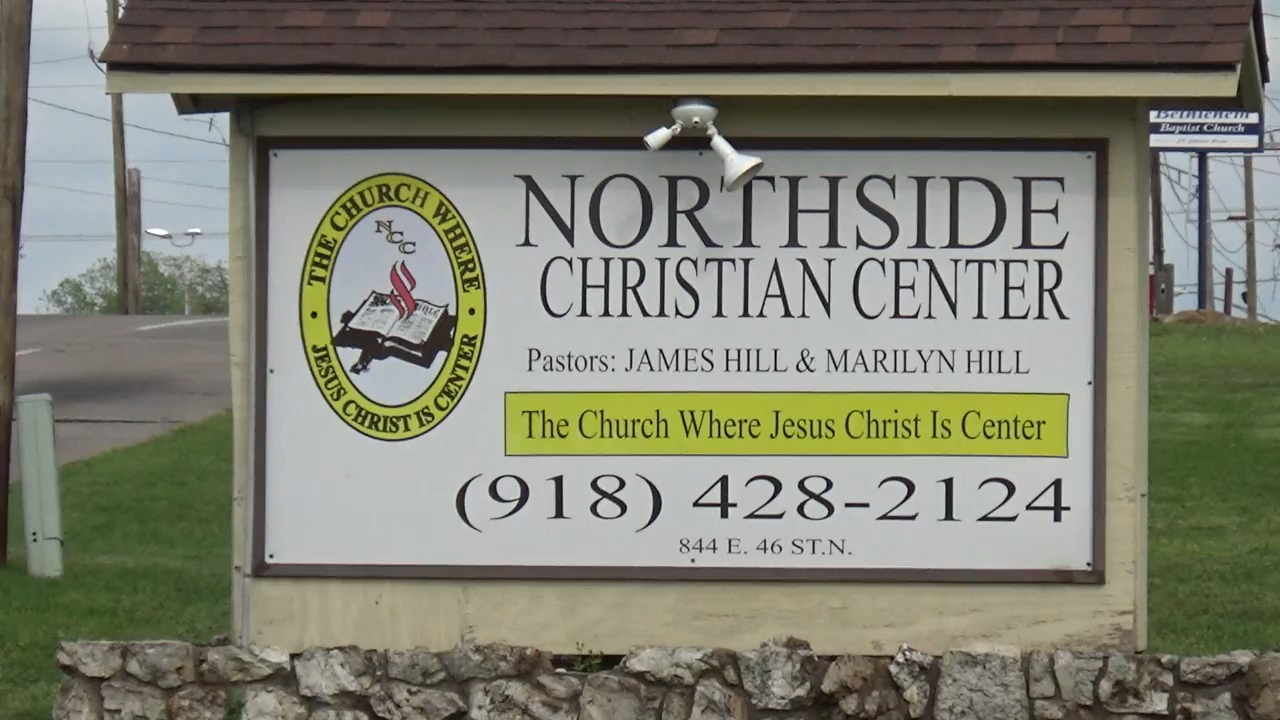 NORTHSIDE
CHRISTIAN CENTER
Pastors: JAMES HILL & MARILYN HILL
The Church Where Jesus Christ Is Center
(918) 428-2124
844 E. 46 ST.N.
THE CHURCH WHERE
NCC
JESUS CHRIST IS CENTER
Bethlehem
Baptist Church